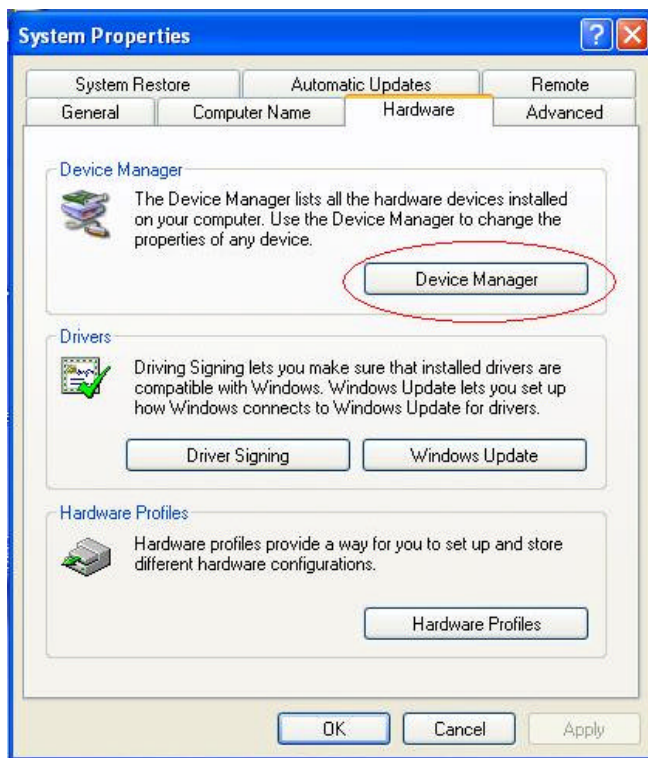 System Properties
System Restore Automatic Updates Remote
General Computer Name Hardware Advanced
Device Manager
The Device Manager lists all the hardware devices installed
on your computer. Use the Device Manager to change the
properties of any device.
Device Manager
Drivers
Driving Signing lets you make sure that installed drivers are
compatible with Windows. Windows Update lets you set up
how Windows connects to Windows Update for drivers.
Driver Signing Windows Update
Hardware Profiles
Hardware profiles provide a way for you to set up and store
different hardware configurations.
Hardware Profiles
OK Cancel Apply